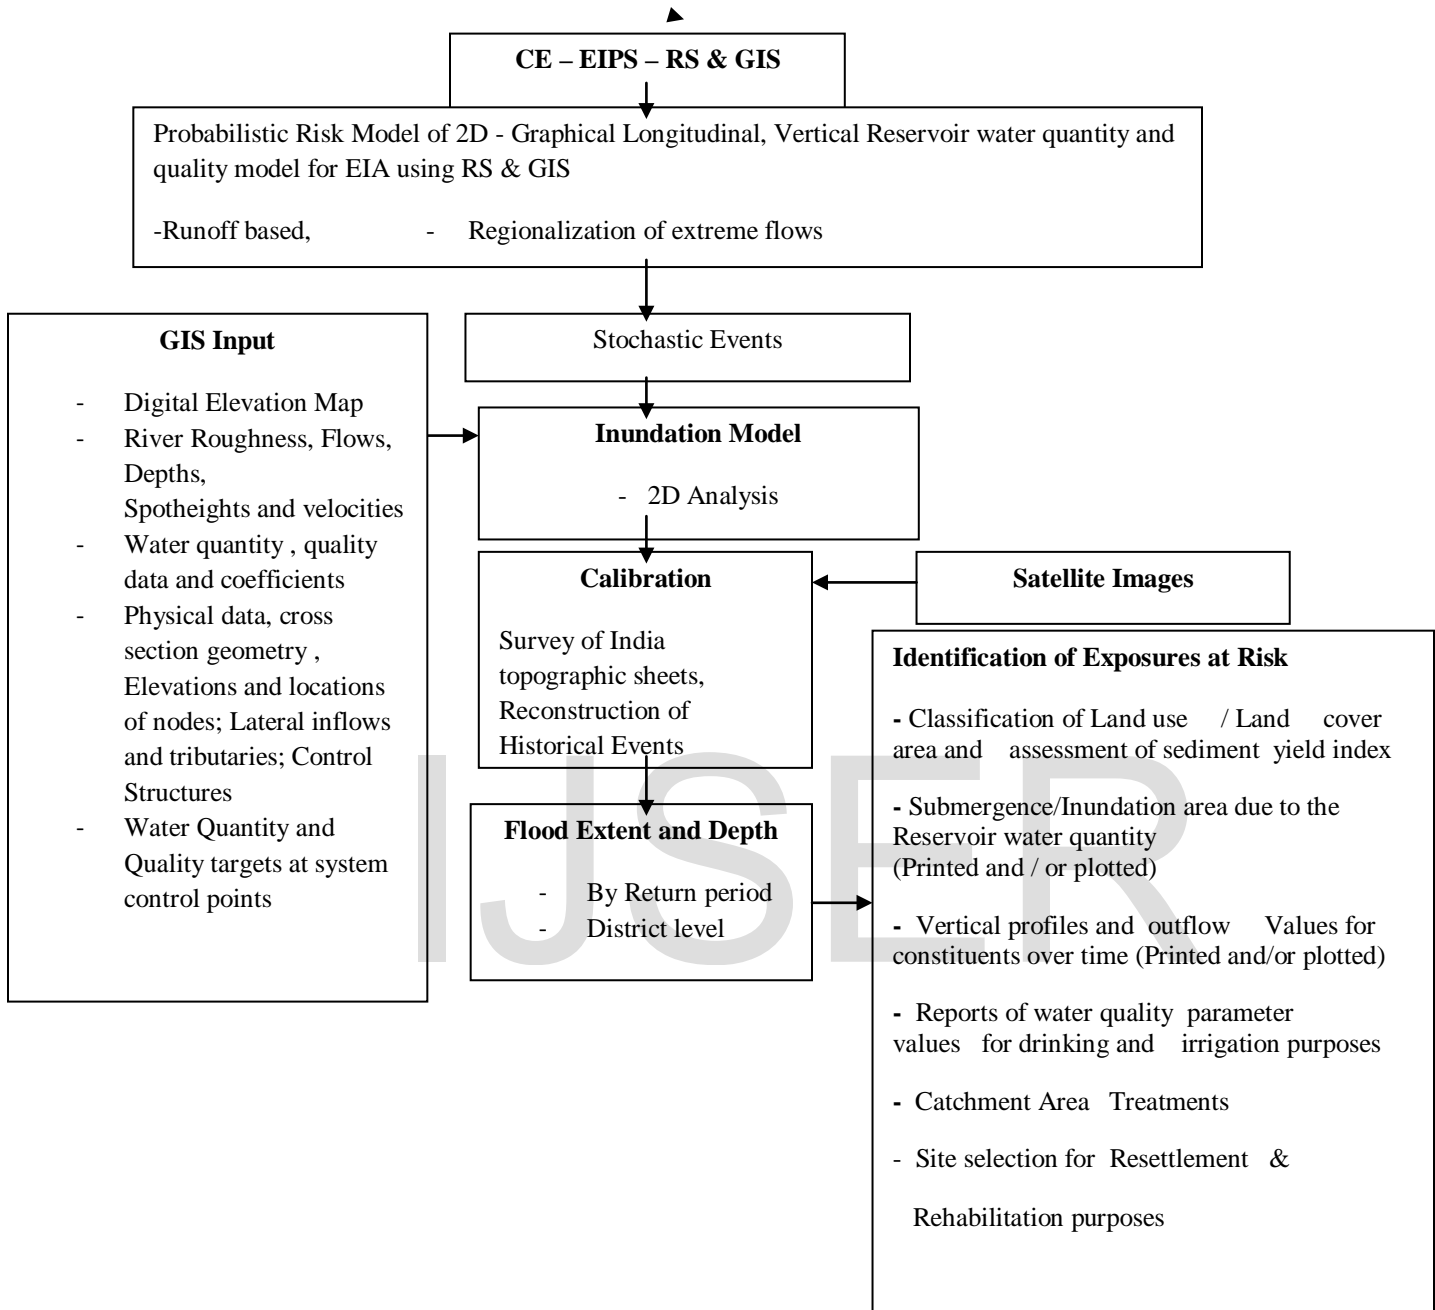 CE – EIPS – RS & GIS
Probabilistic Risk Model of 2D - Graphical Longitudinal, Vertical Reservoir water quantity and
quality model for EIA using RS & GIS
-Runoff based, - Regionalization of extreme flows
Stochastic Events
GIS Input
- Digital Elevation Map
- River Roughness, Flows,
Depths,
Spotheights and velocities
- Water quantity , quality
data and coefficients
- Physical data, cross
section geometry ,
Elevations and locations
of nodes; Lateral inflows
and tributaries; Control
Structures
- Water Quantity and
Quality targets at system
control points
Inundation Model
- 2D Analysis
Calibration
Survey of India
topographic sheets,
Reconstruction of
Historical Events
Satellite Images
Flood Extent and Depth
- By Return period
- District level
Identification of Exposures at Risk
- Classification of Land use / Land cover
area and assessment of sediment yield index
- Submergence/Inundation area due to the
Reservoir water quantity
(Printed and / or plotted)
- Vertical profiles and outflow Values for
constituents over time (Printed and/or plotted)
- Reports of water quality parameter
values for drinking and irrigation purposes
- Catchment Area Treatments
- Site selection for Resettlement &
Rehabilitation purposes
IJSER